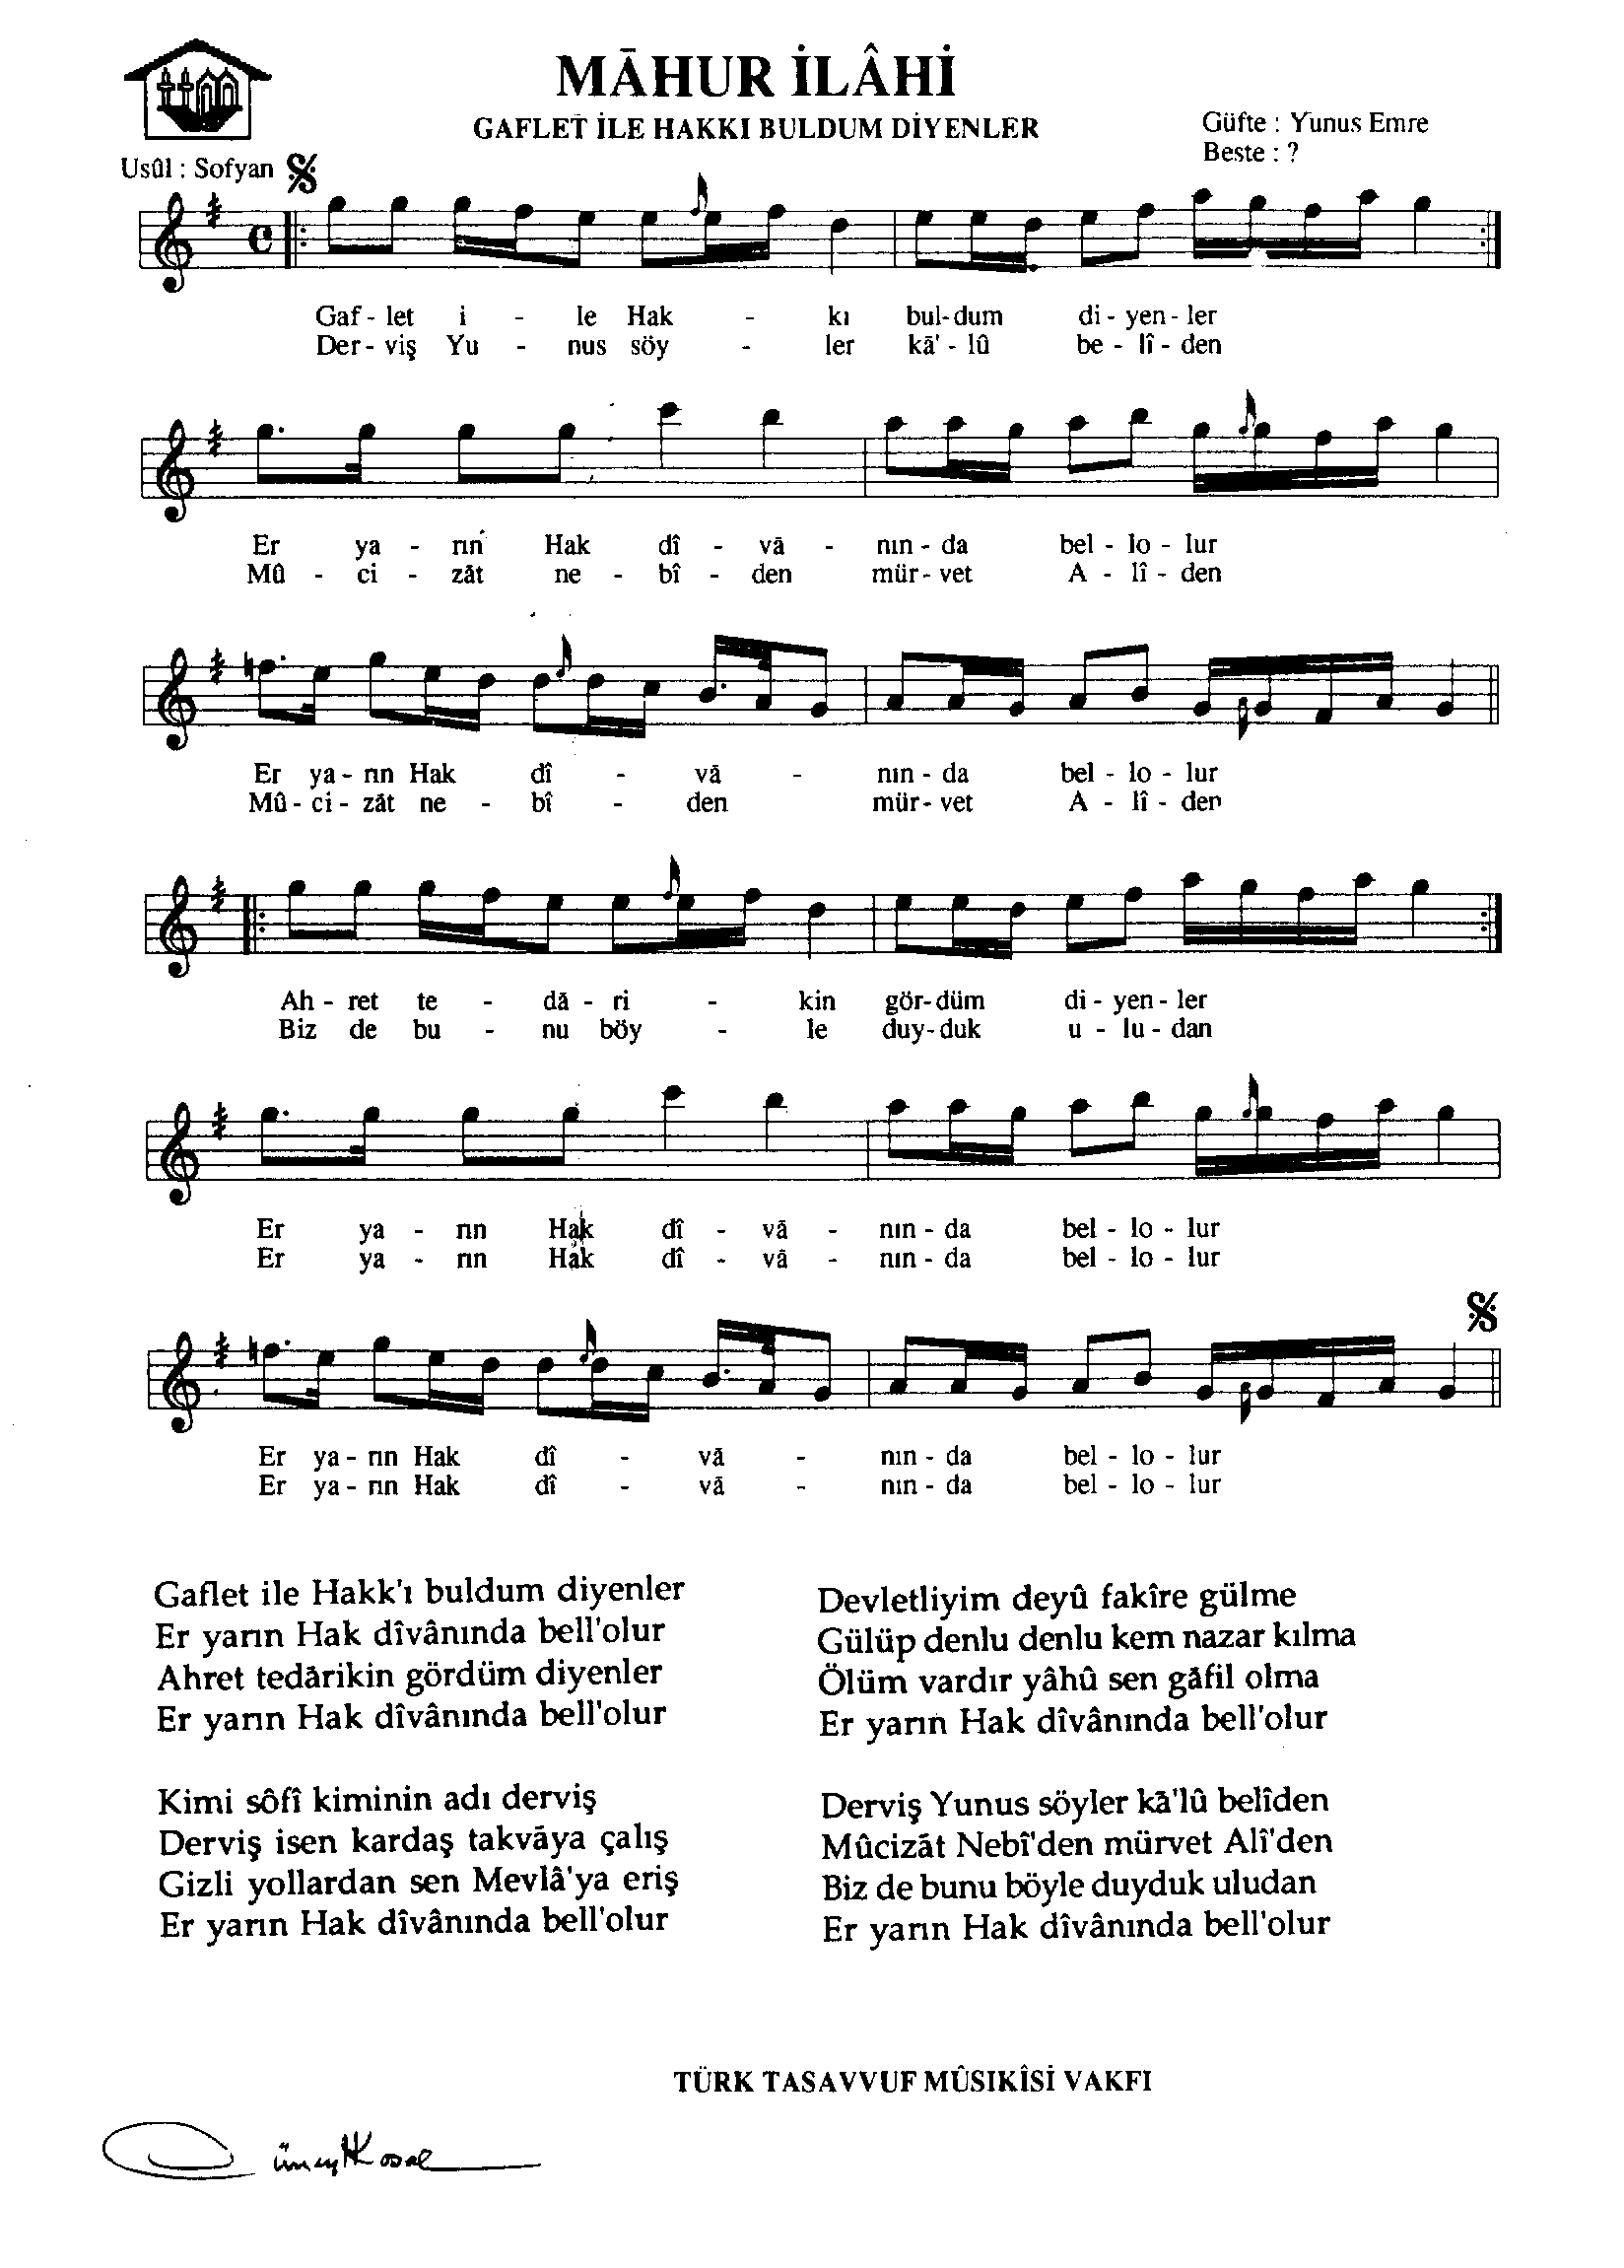 MĀHUR İLÂHİ
GAFLET İLE HAKKI BULDUM DİYENLER
Güfte : Yunus Emre
Beste : ?
Usûl : Sofyan
Gaf - let i - le Hak - kı bul-dum di - yen - ler
Der - viş Yu - nus söy - ler kā' - lû be - lî - den
Er ya - rın Hak dî - vā - nın - da bel - lo - lur
Mû - ci - zāt ne - bî - den mür - vet A - lî - den
Er ya - rın Hak dî - vā - nın - da bel - lo - lur
Mû - ci - zāt ne - bî - den mür - vet A - lî - den
Ah - ret te - dā - ri - kin gör-düm di - yen - ler
Biz de bu - nu böy - le duy-duk u - lu - dan
Er ya - rın Hak dî - vā - nın - da bel - lo - lur
Er ya - rın Hak dî - vā - nın - da bel - lo - lur
Er ya - rın Hak dî - vā - nın - da bel - lo - lur
Er ya - rın Hak dî - vā - nın - da bel - lo - lur
Gaflet ile Hakk'ı buldum diyenler
Er yarın Hak dîvânında bell'olur
Ahret tedārikin gördüm diyenler
Er yarın Hak dîvânında bell'olur
Kimi sôfî kiminin adı derviş
Derviş isen kardaş takvāya çalış
Gizli yollardan sen Mevlâ'ya eriş
Er yarın Hak dîvânında bell'olur
Devletliyim deyû fakîre gülme
Gülüp denlu denlu kem nazar kılma
Ölüm vardır yâhû sen gāfil olma
Er yarın Hak dîvânında bell'olur
Derviş Yunus söyler kā'lû belîden
Mûcizāt Nebî'den mürvet Alî'den
Biz de bunu böyle duyduk uludan
Er yarın Hak dîvânında bell'olur
TÜRK TASAVVUF MÛSIKÎSİ VAKFI